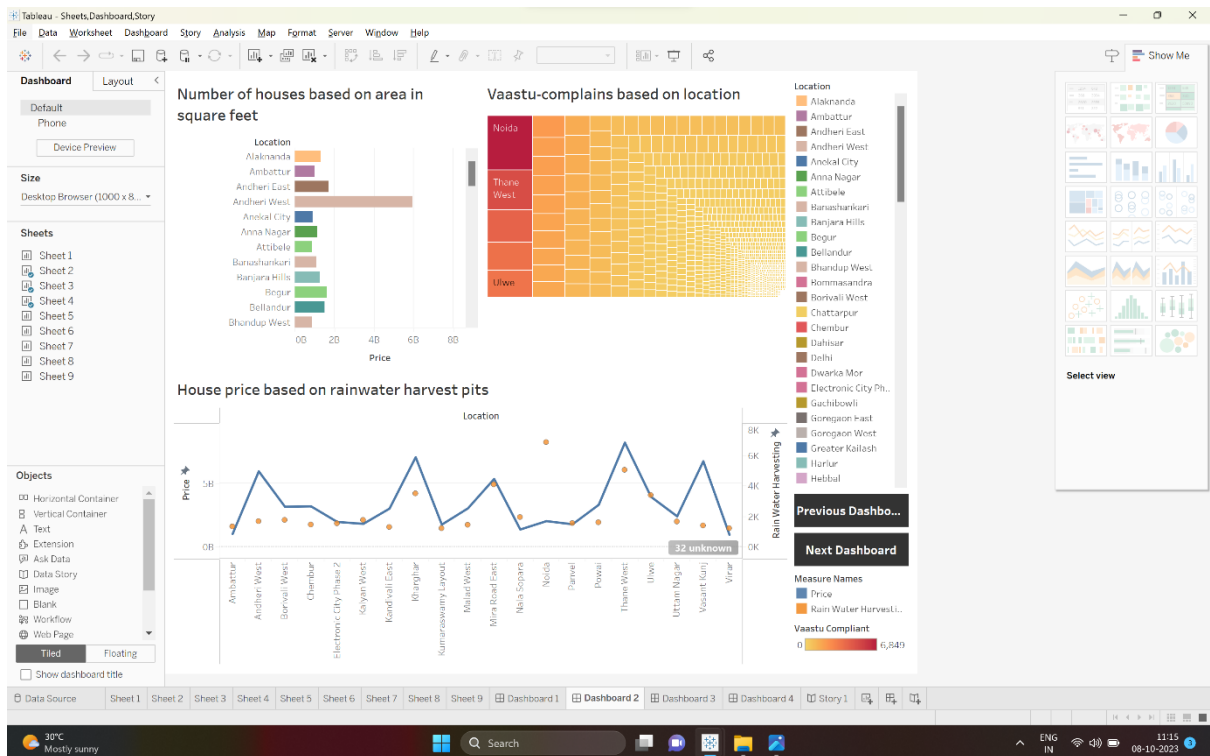 Tableau - Sheets,Dashboard,Story
File Data Worksheet Dashboard Story Analysis Map Format Server Window Help
Show Me
Dashboard Layout
Default
Phone
Device Preview
Size
Desktop Browser (1000 x 8...
Sheets
Sheet 1
Sheet 2
Sheet 3
Sheet 4
Sheet 5
Sheet 6
Sheet 7
Sheet 8
Sheet 9
Objects
Horizontal Container
Vertical Container
A Text
Extension
Ask Data
Data Story
Image
Blank
Workflow
Web Page
Tiled Floating
Show dashboard title
Number of houses based on area in
square feet
Location
Alaknanda
Ambattur
Andheri East
Andheri West
Anekal City
Anna Nagar
Attibele
Banashankari
Banjara Hills
Begur
Bellandur
Bhandup West
0B 2B 4B 6B 8B
Price
Vaastu-complains based on location
Noida
Thane
West
Ulwe
House price based on rainwater harvest pits
Location
Price
5B
0B
8K
6K
4K
2K
0K
Rain Water Harvesting
32 unknown
Ambattur
Andheri West
Borivali West
Chembur
Electronic City Phase 2
Kalyan West
Kandivali East
Kharghar
Kumaraswamy Layout
Malad West
Mira Road East
Nala Sopara
Noida
Panvel
Powai
Thane West
Ulwe
Uttam Nagar
Vasant Kunj
Virar
Location
Alaknanda
Ambattur
Andheri East
Andheri West
Anekal City
Anna Nagar
Attibele
Banashankari
Banjara Hills
Begur
Bellandur
Bhandup West
Bommasandra
Borivali West
Chattarpur
Chembur
Dahisar
Delhi
Dwarka Mor
Electronic City Ph..
Gachibowli
Goregaon East
Goregaon West
Greater Kailash
Harlur
Hebbal
Previous Dashbo...
Next Dashboard
Measure Names
Price
Rain Water Harvesti..
Vaastu Compliant
0 6,849
Select view
Data Source Sheet 1 Sheet 2 Sheet 3 Sheet 4 Sheet 5 Sheet 6 Sheet 7 Sheet 8 Sheet 9 Dashboard 1 Dashboard 2 Dashboard 3 Dashboard 4 Story 1
30°C
Mostly sunny
Search
ENG
IN
11:15
08-10-2023
3